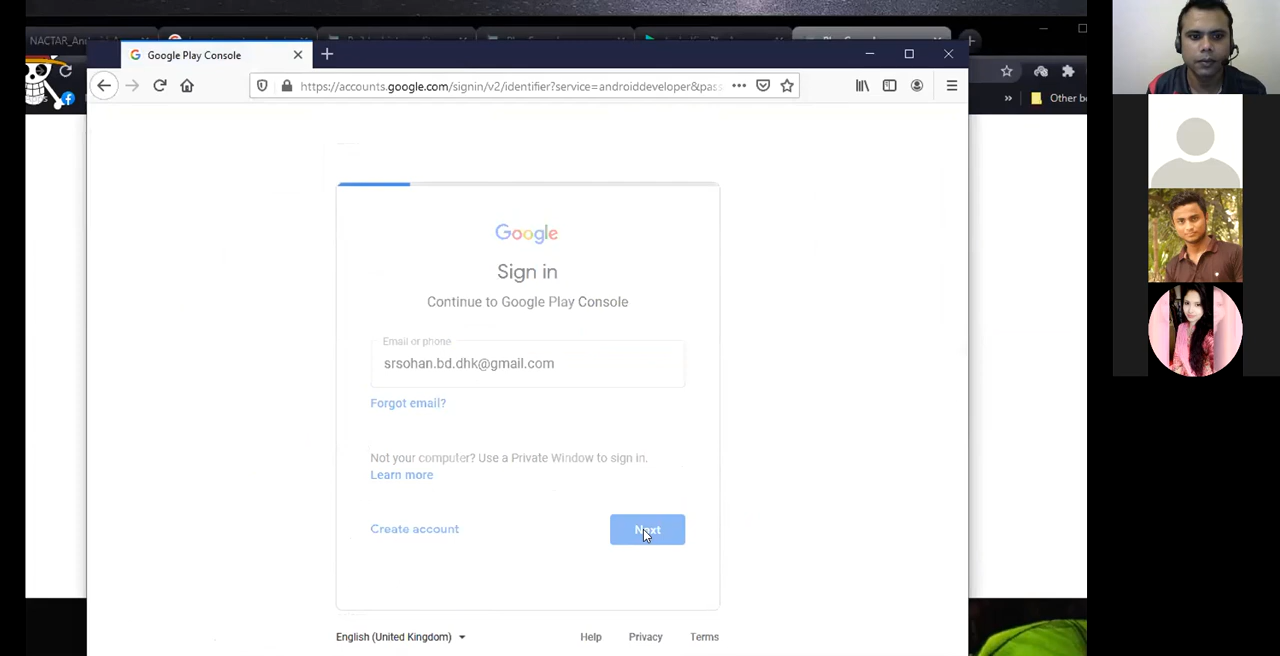 NACTAR_Android
Google Play Console
https://accounts.google.com/signin/v2/identifier?service=androiddeveloper&pass
Other bo
Google
Sign in
Continue to Google Play Console
Email or phone
srsohan.bd.dhk@gmail.com
Forgot email?
Not your computer? Use a Private Window to sign in.
Learn more
Create account
Next
English (United Kingdom)
Help Privacy Terms